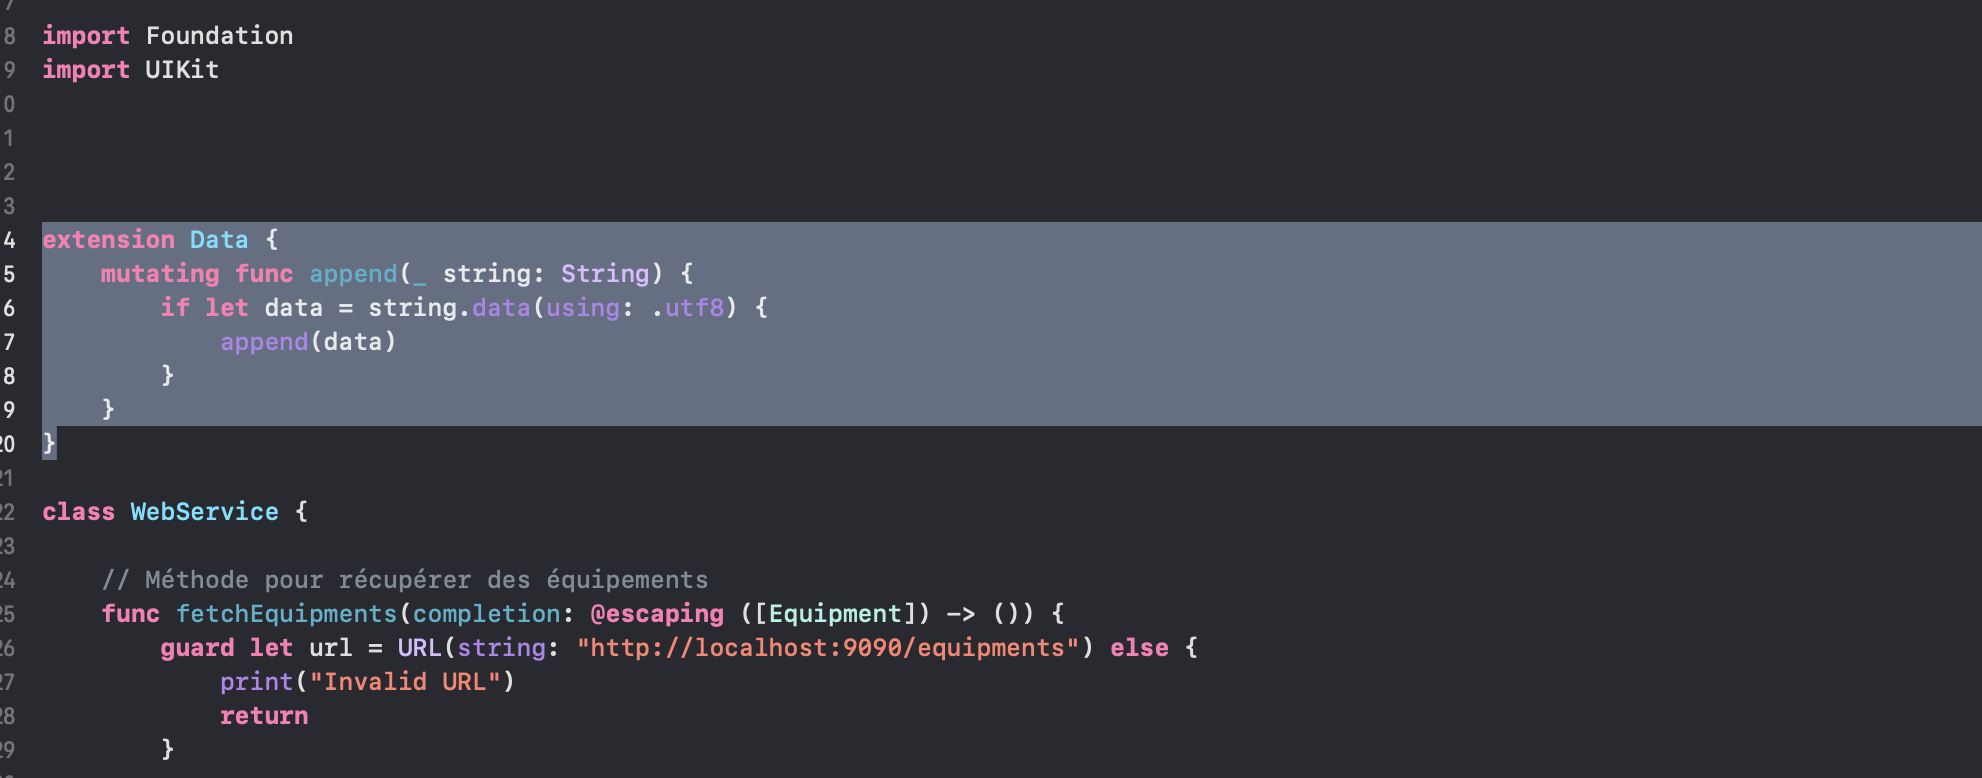 7
8 import Foundation
9 import UIKit
0
1
2
3
4 extension Data {
5     mutating func append(_ string: String) {
6         if let data = string.data(using: .utf8) {
7             append(data)
8         }
9     }
20 }
21
22 class WebService {
23
24     // Méthode pour récupérer des équipements
25     func fetchEquipments(completion: @escaping ([Equipment]) -> ()) {
26         guard let url = URL(string: "http://localhost:9090/equipments") else {
27             print("Invalid URL")
28             return
29         }